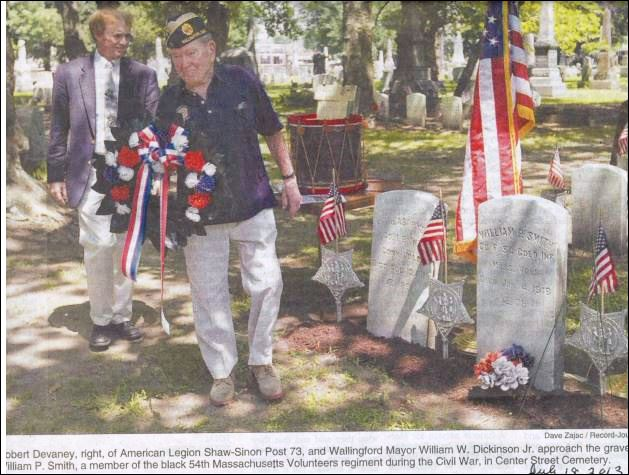 WILLIAM P. SMITH
Dave Zajac / Record-Jou
obert Devaney, right, of American Legion Shaw-Sinon Post 73, and Wallingford Mayor William W. Dickinson Jr. approach the grave
illiam P. Smith, a member of the black 54th Massachusetts Volunteers regiment during the Civil War, in Center Street Cemetery.